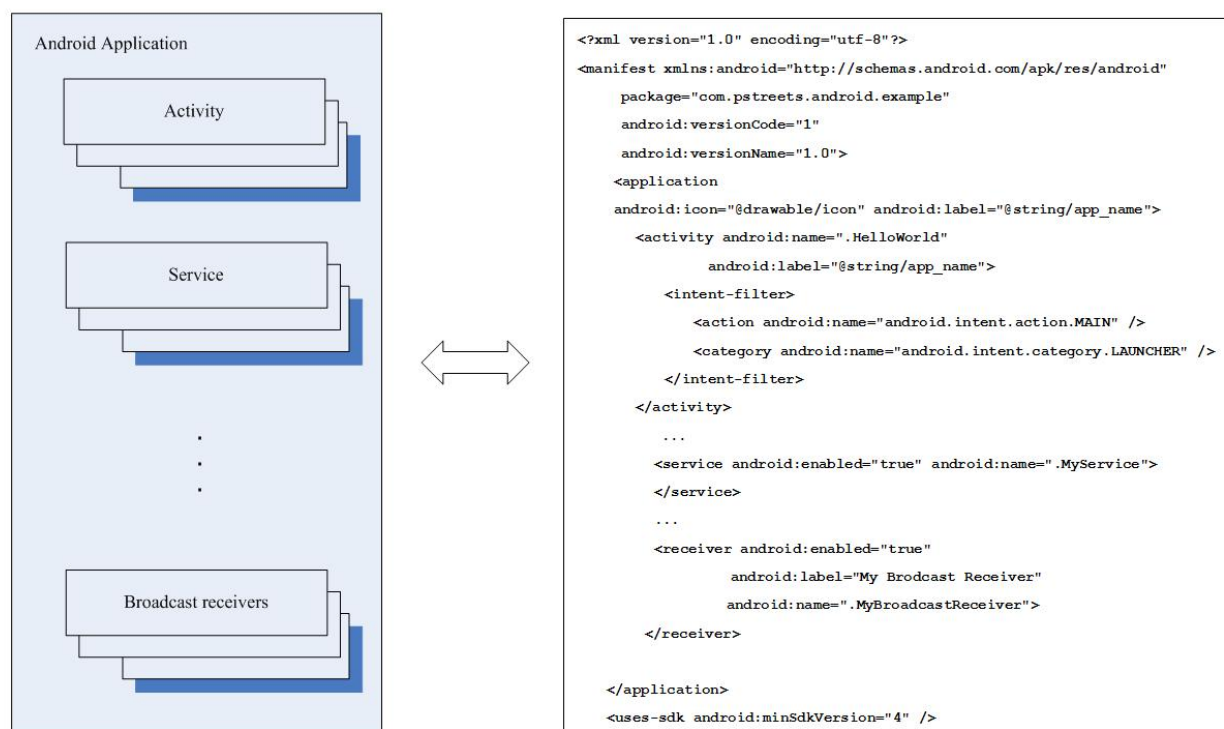 Android Application
Activity
Service
.
.
.
Broadcast receivers
<?xml version="1.0" encoding="utf-8"?>
<manifest xmlns:android="http://schemas.android.com/apk/res/android"
package="com.pstreets.android.example"
android:versionCode="1"
android:versionName="1.0">
<application
android:icon="@drawable/icon" android:label="@string/app_name">
<activity android:name=".HelloWorld"
android:label="@string/app_name">
<intent-filter>
<action android:name="android.intent.action.MAIN" />
<category android:name="android.intent.category.LAUNCHER" />
</intent-filter>
</activity>
...
<service android:enabled="true" android:name=".MyService">
</service>
...
<receiver android:enabled="true"
android:label="My Brodcast Receiver"
android:name=".MyBroadcastReceiver">
</receiver>
</application>
<uses-sdk android:minSdkVersion="4" />